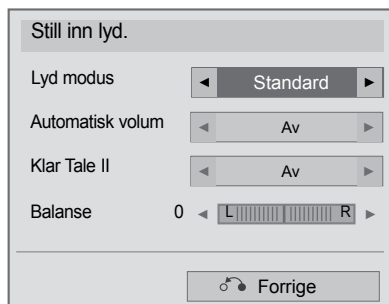 Still inn lyd.
Lyd modus ◄ Standard ►
Automatisk volum ◄ Av ►
Klar Tale II ◄ Av ►
Balanse 0 ◄ L R ►
Forrige